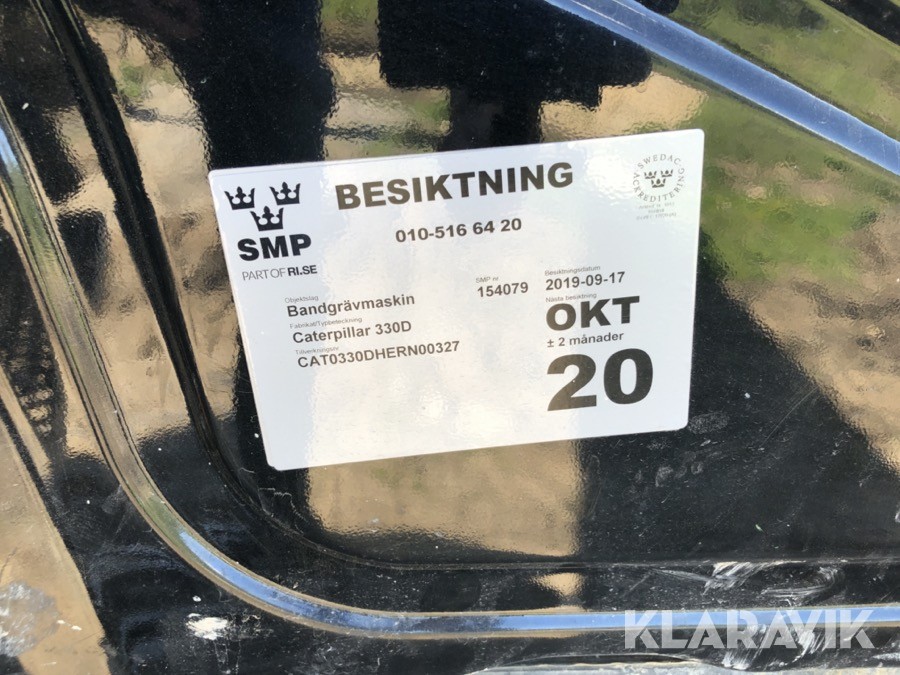 BESIKTNING
010-516 64 20
SMP
PART OF RI.SE
SWEDAC
ACKREDITERING
Objektslag
Bandgrävmaskin
Fabrikat/Typbeteckning
Caterpillar 330D
Tillverkningsnr
CAT0330DHERN00327
SMP nr
154079
Besiktningsdatum
2019-09-17
Nästa besiktning
OKT
± 2 månader
20
KLARAVIK